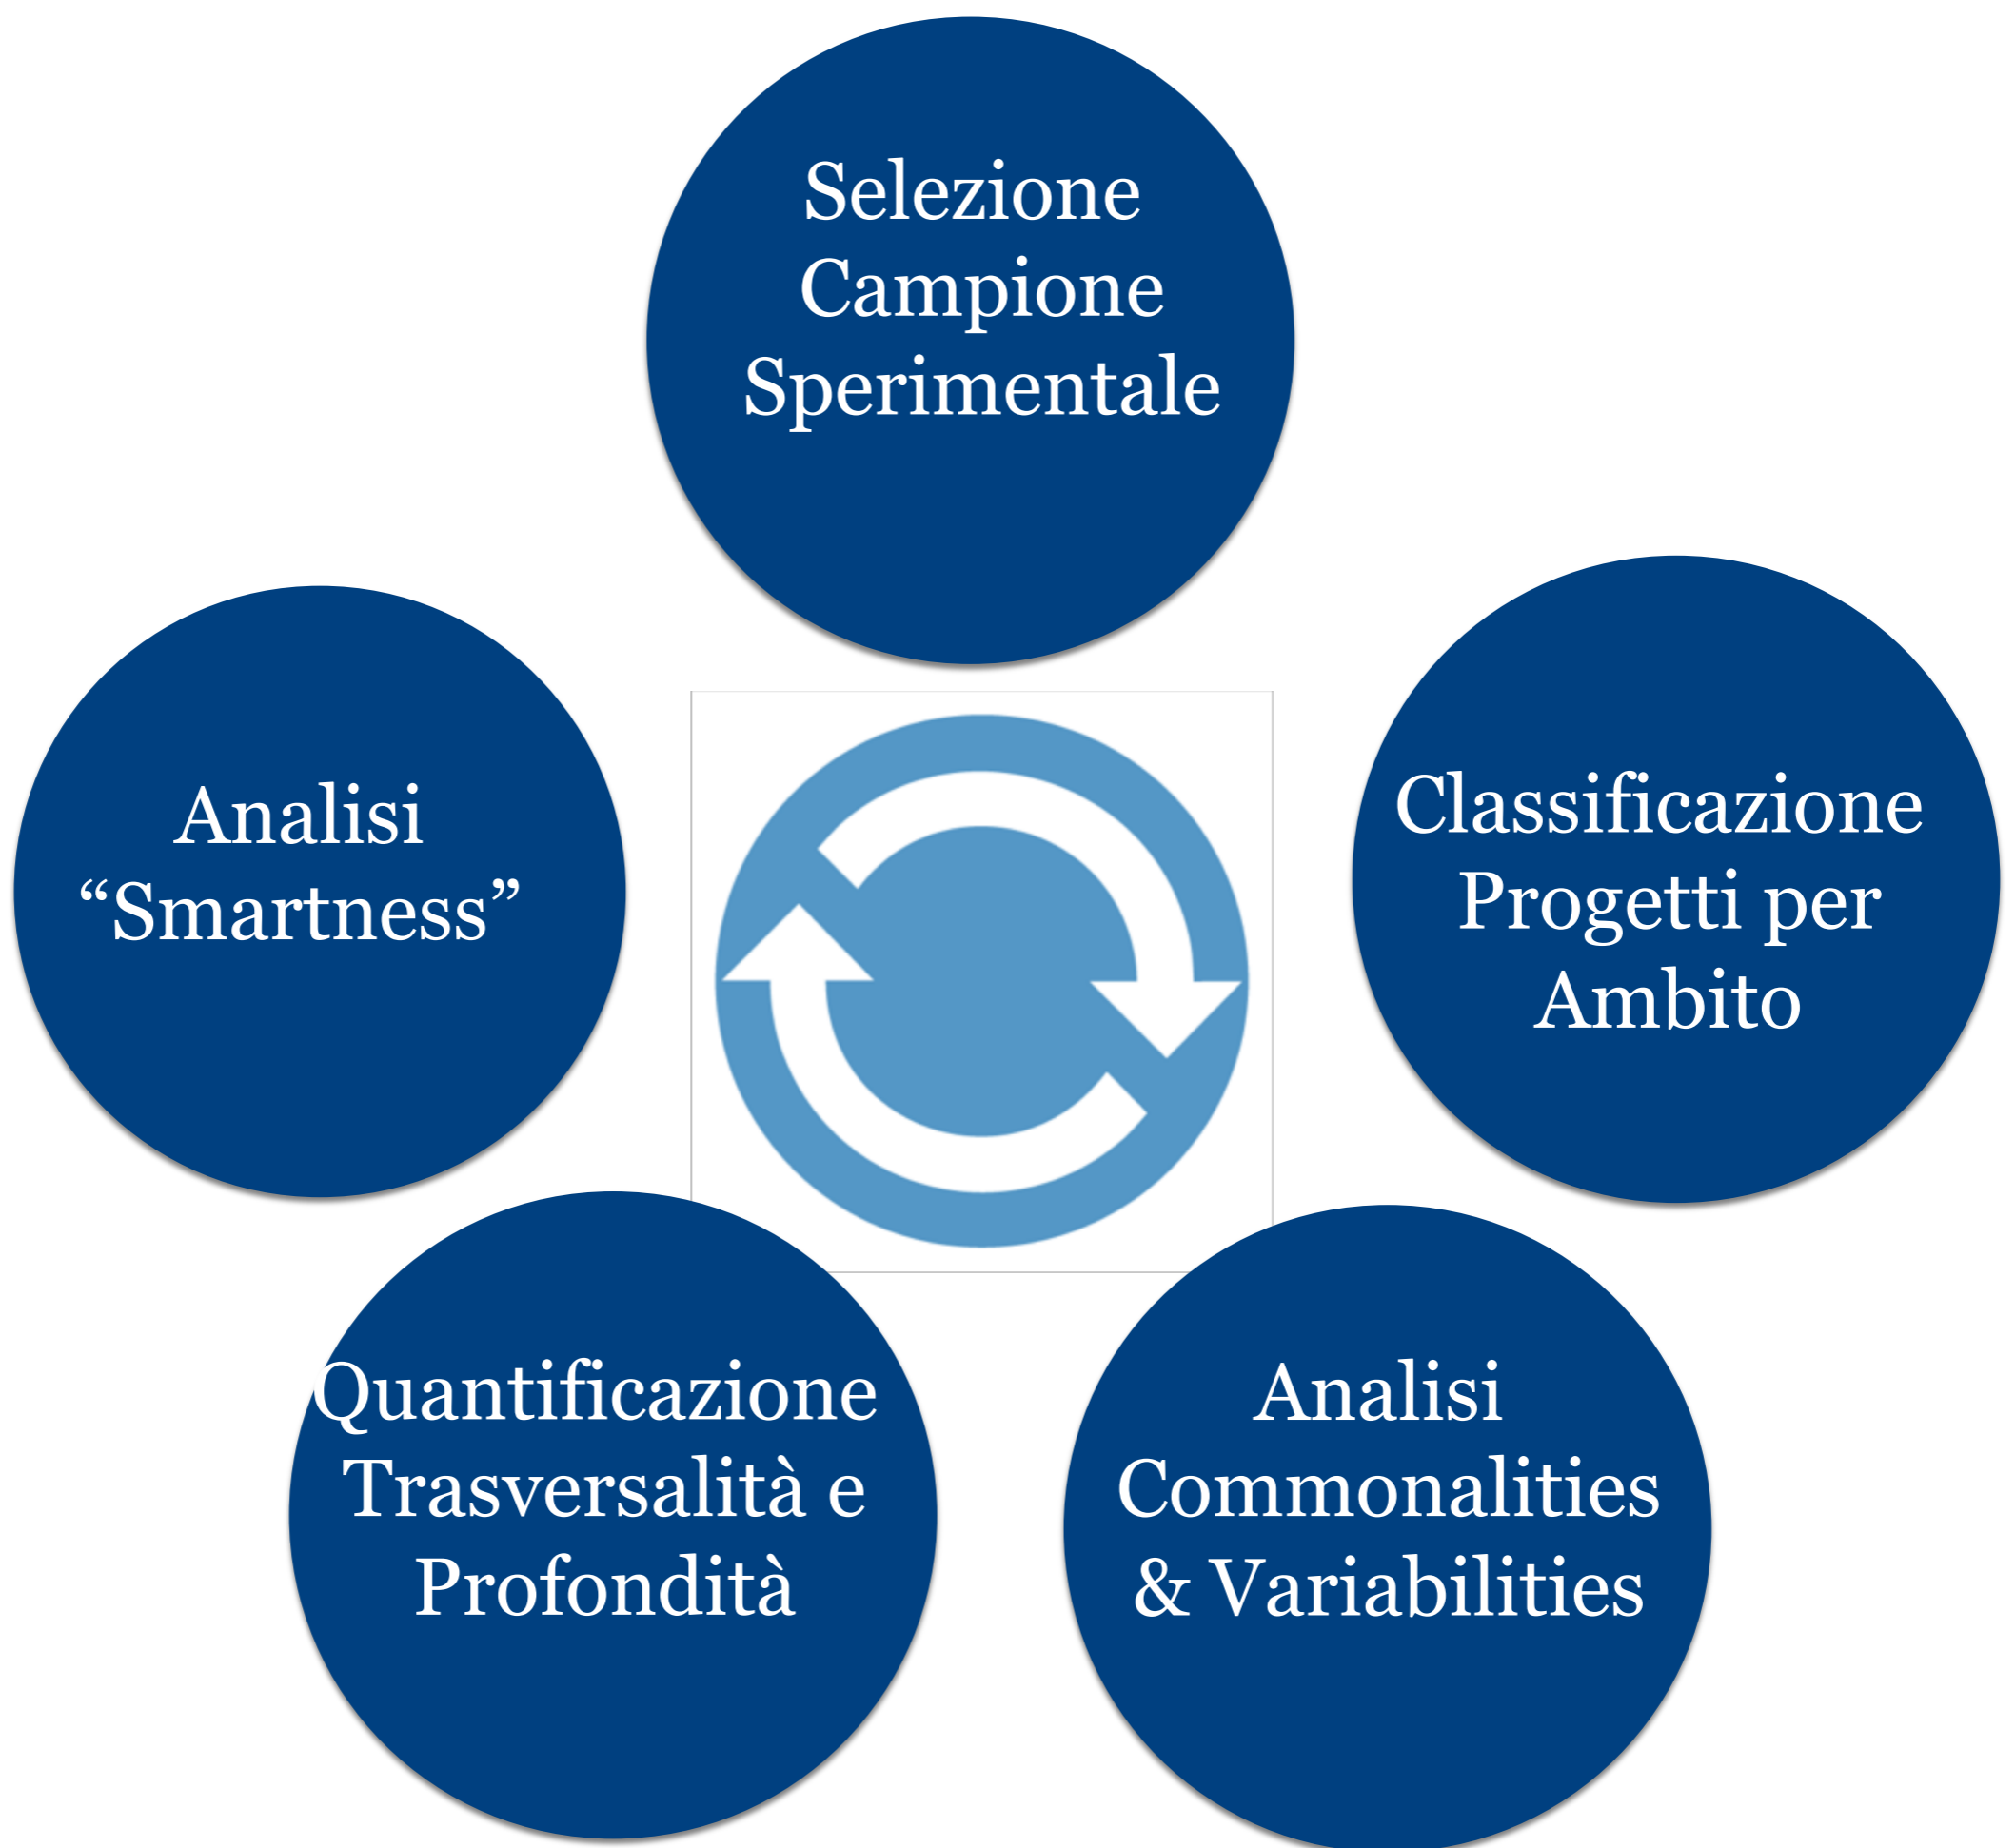 Selezione
Campione
Sperimentale
Classificazione
Progetti per
Ambito
Analisi
Commonalities
& Variabilities
Quantificazione
Trasversalità e
Profondità
Analisi
“Smartness”